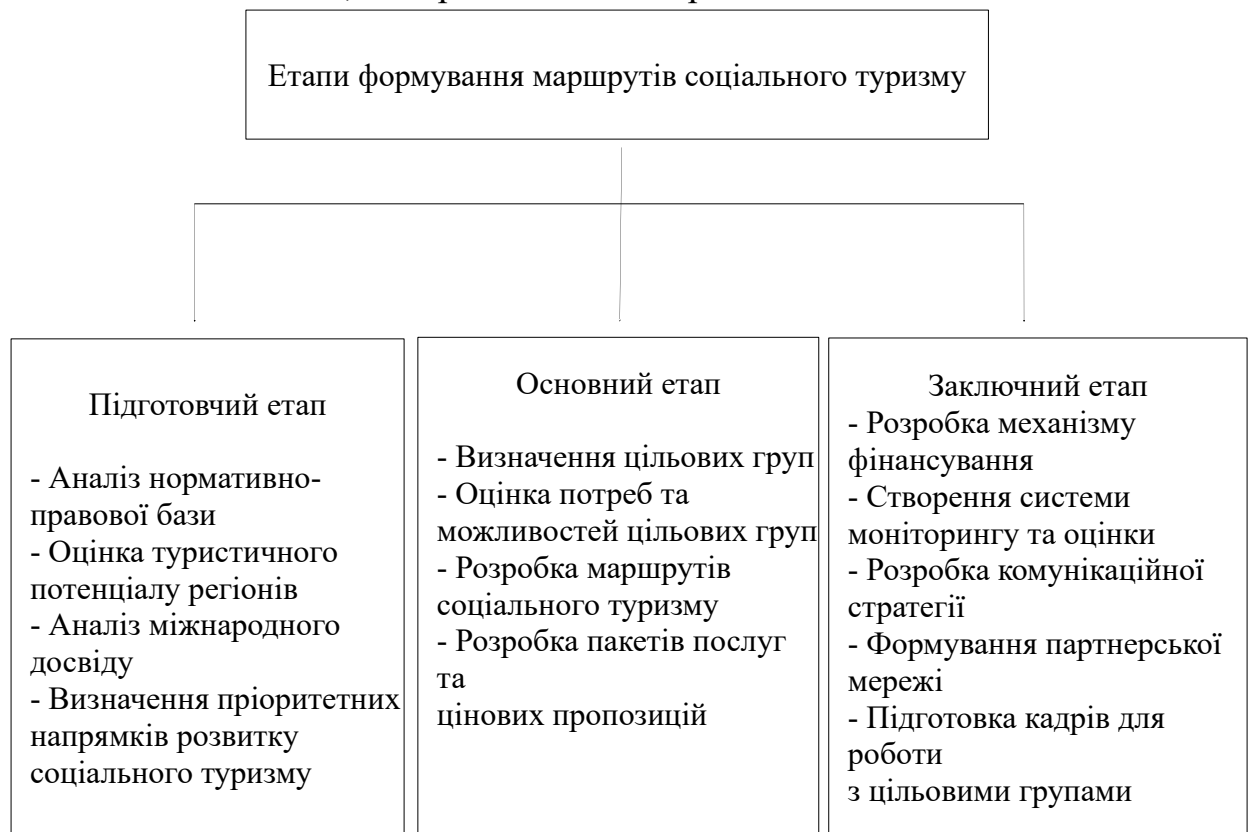 Етапи формування маршрутів соціального туризму
Підготовчий етап
- Аналіз нормативно-
правової бази
- Оцінка туристичного
потенціалу регіонів
- Аналіз міжнародного
досвіду
- Визначення пріоритетних
напрямків розвитку
соціального туризму
Основний етап
- Визначення цільових груп
- Оцінка потреб та
можливостей цільових груп
- Розробка маршрутів
соціального туризму
- Розробка пакетів послуг
та
цінових пропозицій
Заключний етап
- Розробка механізму
фінансування
- Створення системи
моніторингу та оцінки
- Розробка комунікаційної
стратегії
- Формування партнерської
мережі
- Підготовка кадрів для
роботи
з цільовими групами